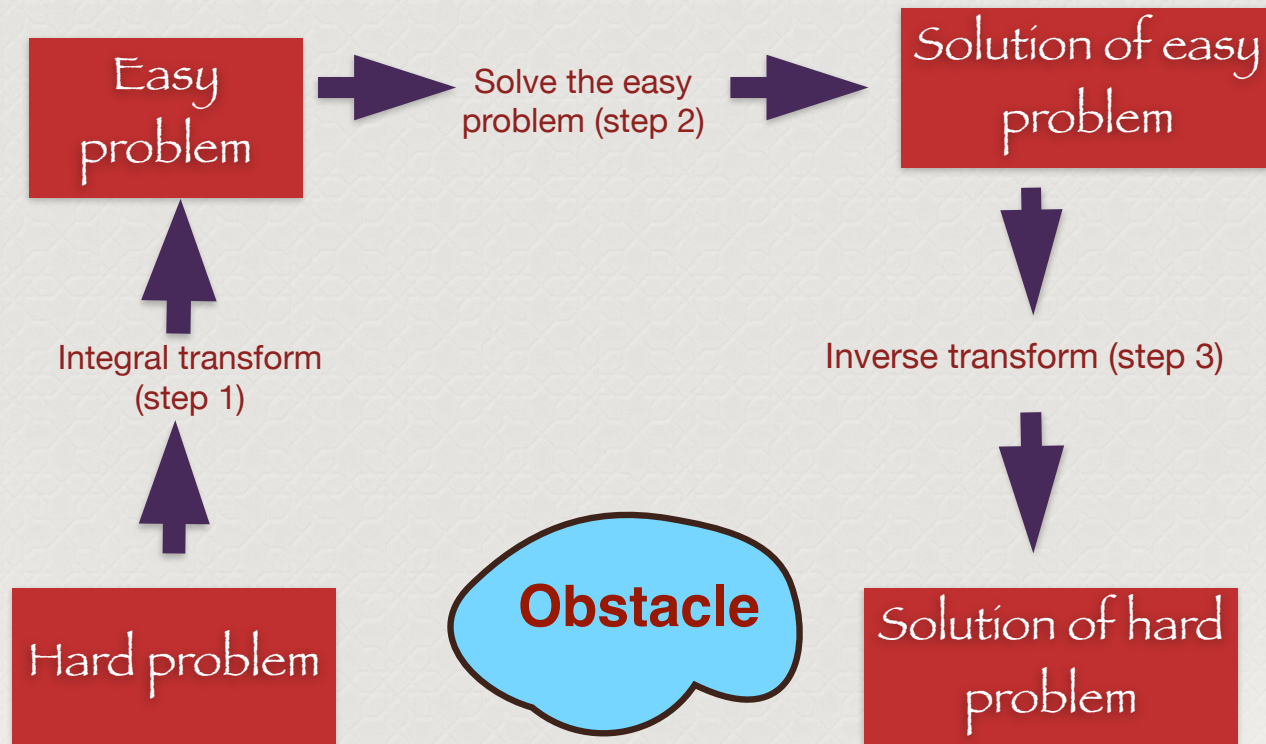 Easy
problem
Solve the easy
problem (step 2)
Solution of easy
problem
Integral transform
(step 1)
Inverse transform (step 3)
Hard problem
Obstacle
Solution of hard
problem